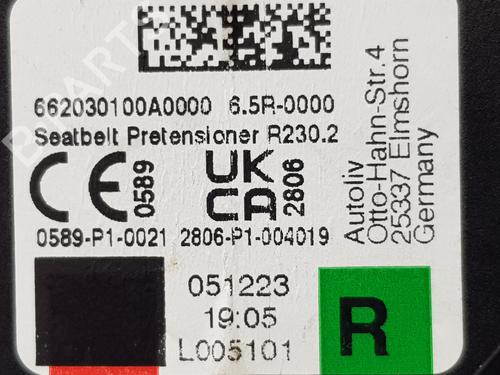 662030100A0000 6.5R-0000
Seatbelt Pretensioner R230.2
CE 0589
UK
CA 2806
0589-P1-0021 2806-P1-004019
051223
19:05
L005101
R
Autoliv
Otto-Hahn-Str.4
25337 Elmshorn
Germany